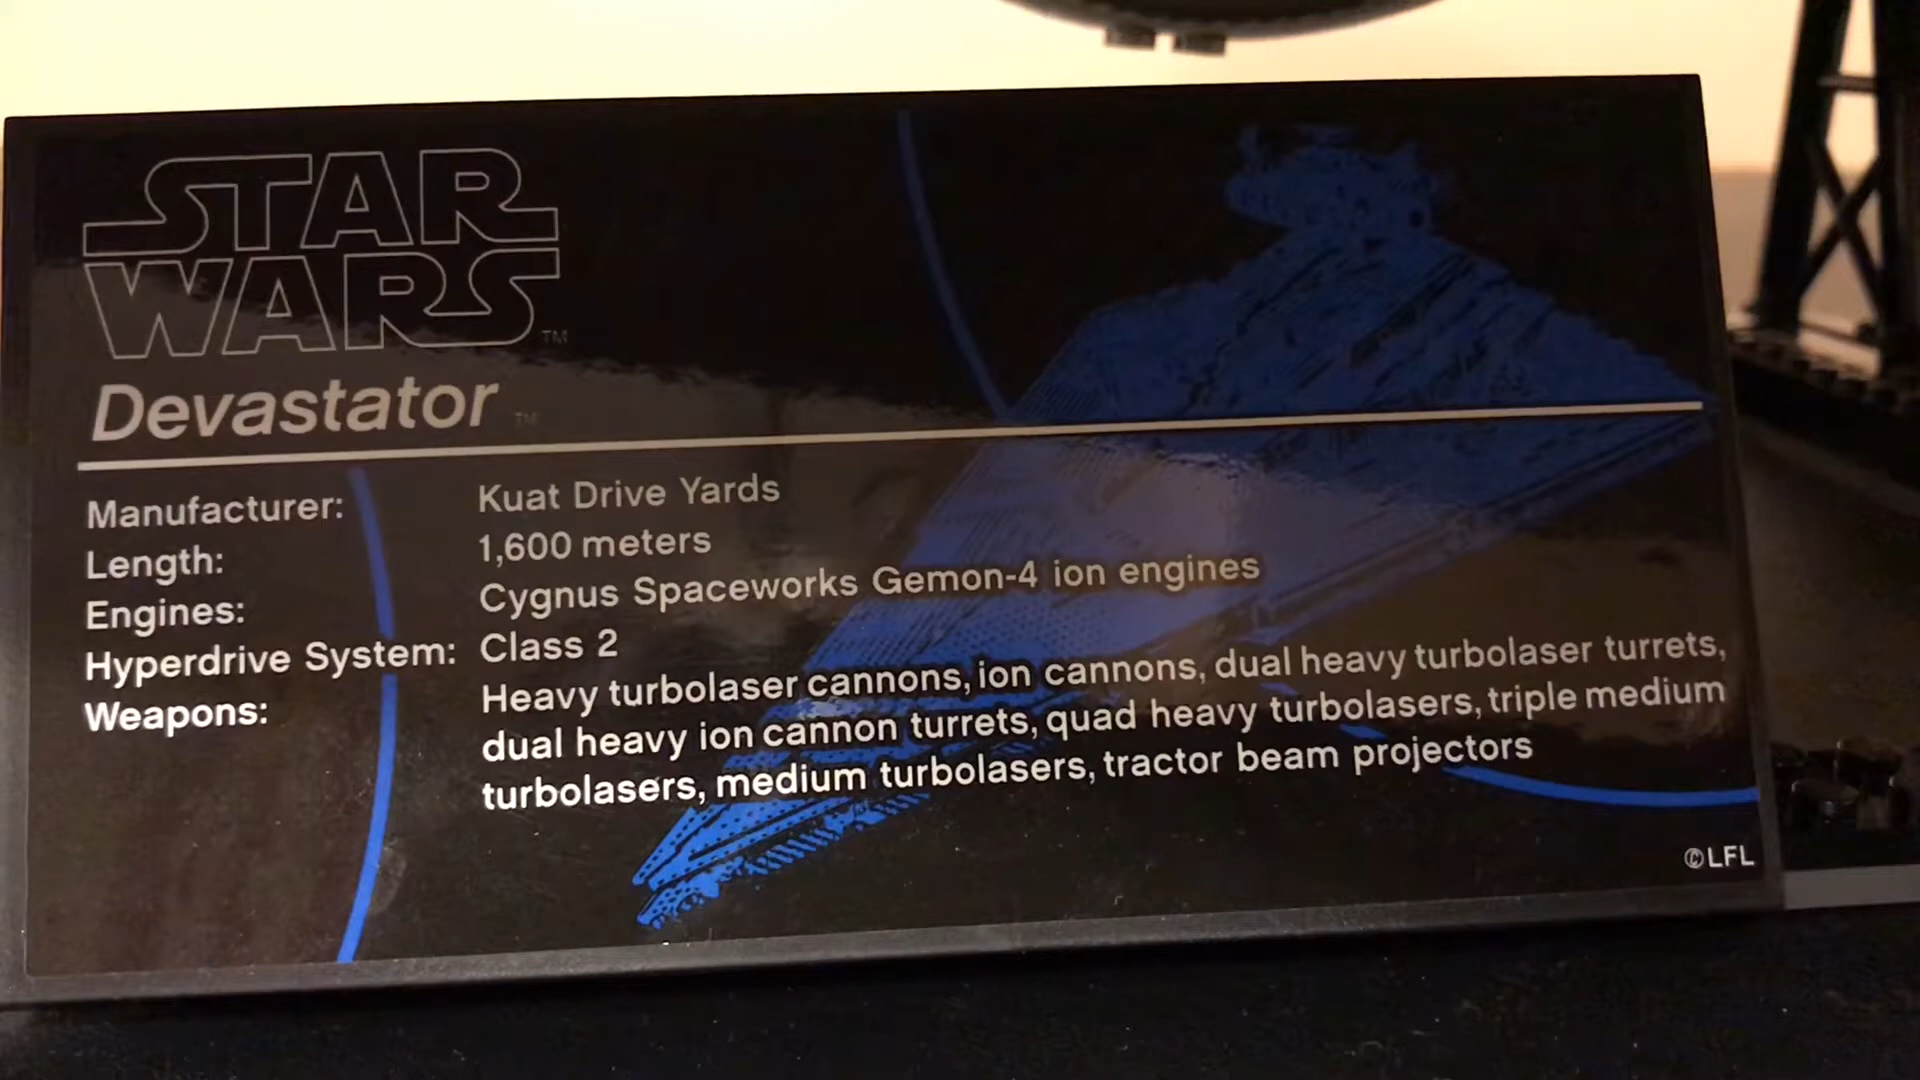 STAR
WARS™
Devastator™
Manufacturer: Kuat Drive Yards
Length: 1,600 meters
Engines: Cygnus Spaceworks Gemon-4 ion engines
Hyperdrive System: Class 2
Weapons: Heavy turbolaser cannons, ion cannons, dual heavy turbolaser turrets,
dual heavy ion cannon turrets, quad heavy turbolasers, triple medium
turbolasers, medium turbolasers, tractor beam projectors
©LFL